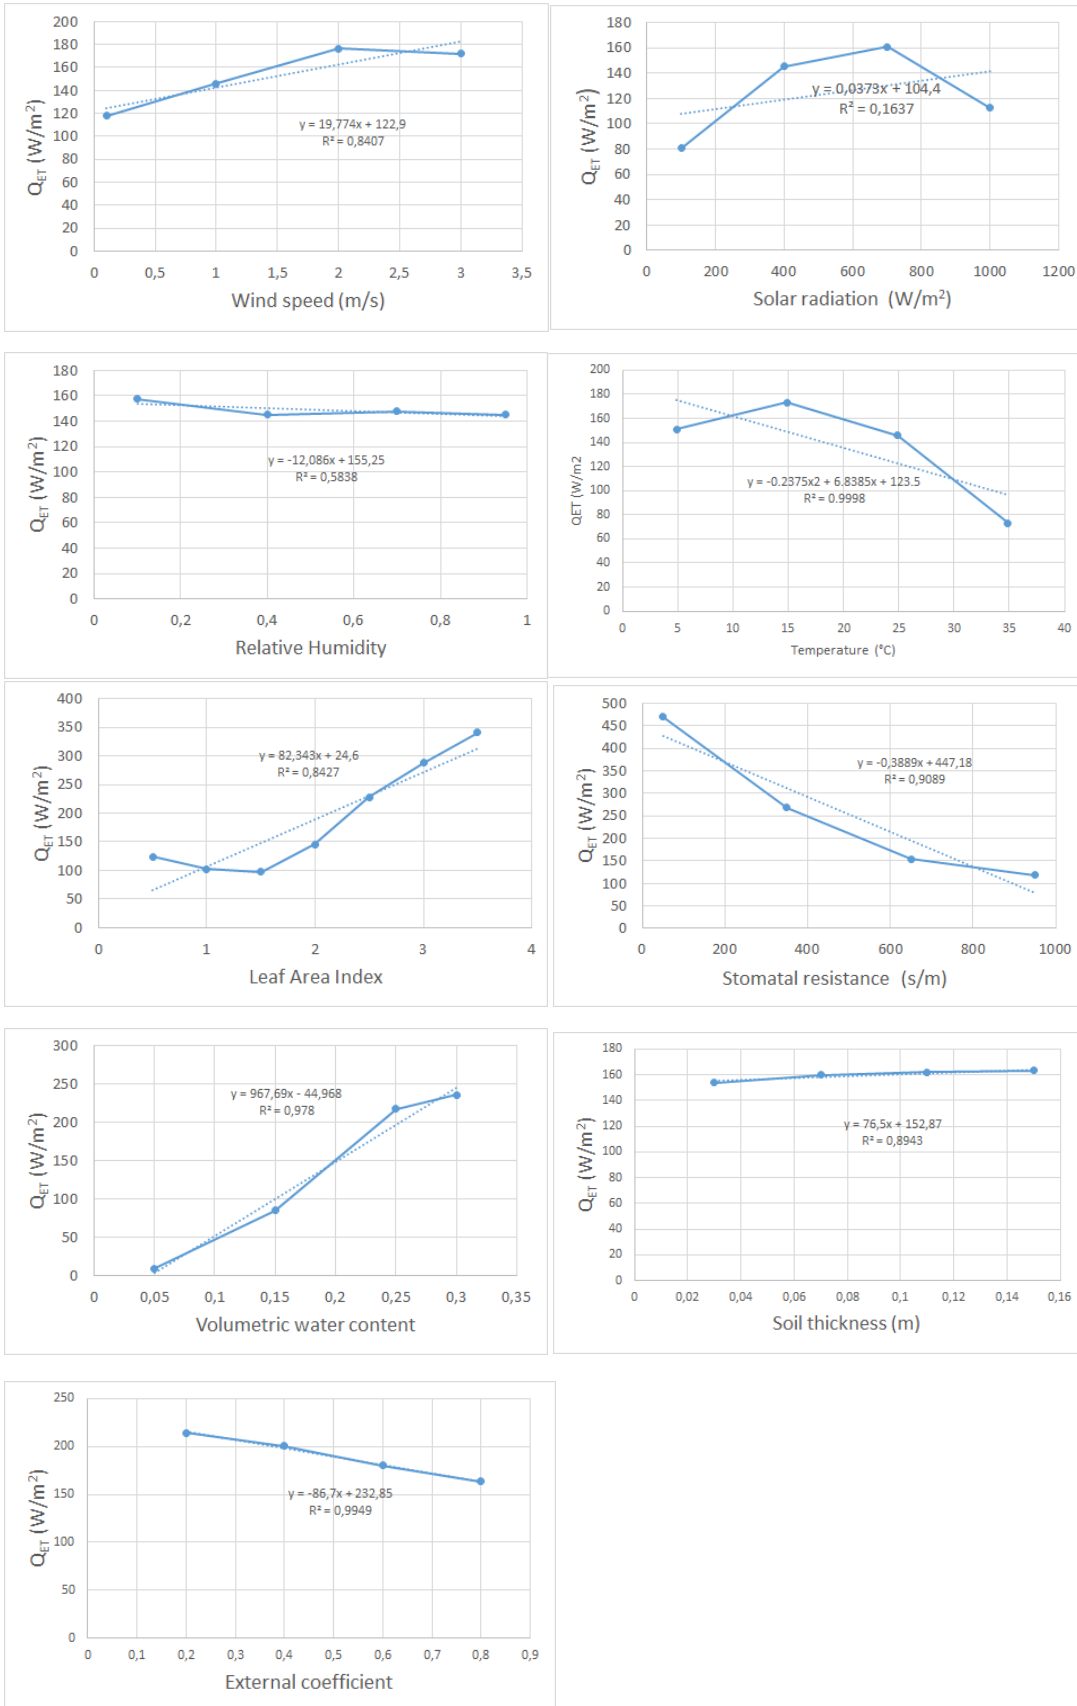 200
180
160
140
120
100
80
60
40
20
0
Q_ET (W/m²)
y = 19,774x + 122,9
R² = 0,8407
0 0,5 1 1,5 2 2,5 3 3,5
Wind speed (m/s)
180
160
140
120
100
80
60
40
20
0
Q_ET (W/m²)
y = 0,0373x + 104,4
R² = 0,1637
0 200 400 600 800 1000 1200
Solar radiation (W/m²)
180
160
140
120
100
80
60
40
20
0
Q_ET (W/m²)
y = -12,086x + 155,25
R² = 0,5838
0 0,2 0,4 0,6 0,8 1
Relative Humidity
200
180
160
140
120
100
80
60
40
20
0
QET (W/m2
y = -0.2375x2 + 6.8385x + 123.5
R² = 0.9998
0 5 10 15 20 25 30 35 40
Temperature (°C)
400
350
300
250
200
150
100
50
0
Q_ET (W/m²)
y = 82,343x + 24,6
R² = 0,8427
0 1 2 3 4
Leaf Area Index
500
450
400
350
300
250
200
150
100
50
0
Q_ET (W/m²)
y = -0,3889x + 447,18
R² = 0,9089
0 200 400 600 800 1000
Stomatal resistance (s/m)
300
250
200
150
100
50
0
Q_ET (W/m²)
y = 967,69x - 44,968
R² = 0,978
0 0,05 0,1 0,15 0,2 0,25 0,3 0,35
Volumetric water content
180
160
140
120
100
80
60
40
20
0
Q_ET (W/m²)
y = 76,5x + 152,87
R² = 0,8943
0 0,02 0,04 0,06 0,08 0,1 0,12 0,14 0,16
Soil thickness (m)
250
200
150
100
50
0
Q_ET (W/m²)
y = -86,7x + 232,85
R² = 0,9949
0 0,1 0,2 0,3 0,4 0,5 0,6 0,7 0,8 0,9
External coefficient